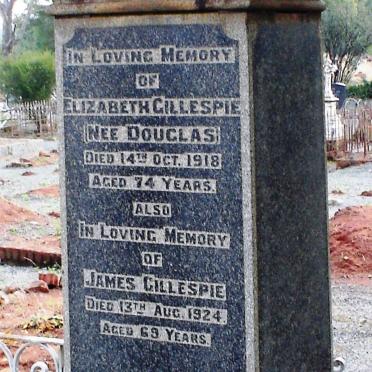 In Loving Memory
of
Elizabeth Gillespie
Nee Douglas
Died 14th Oct. 1918
Aged 74 Years.
Also
In Loving Memory
of
James Gillespie
Died 13th Aug. 1924.
Aged 69 Years.